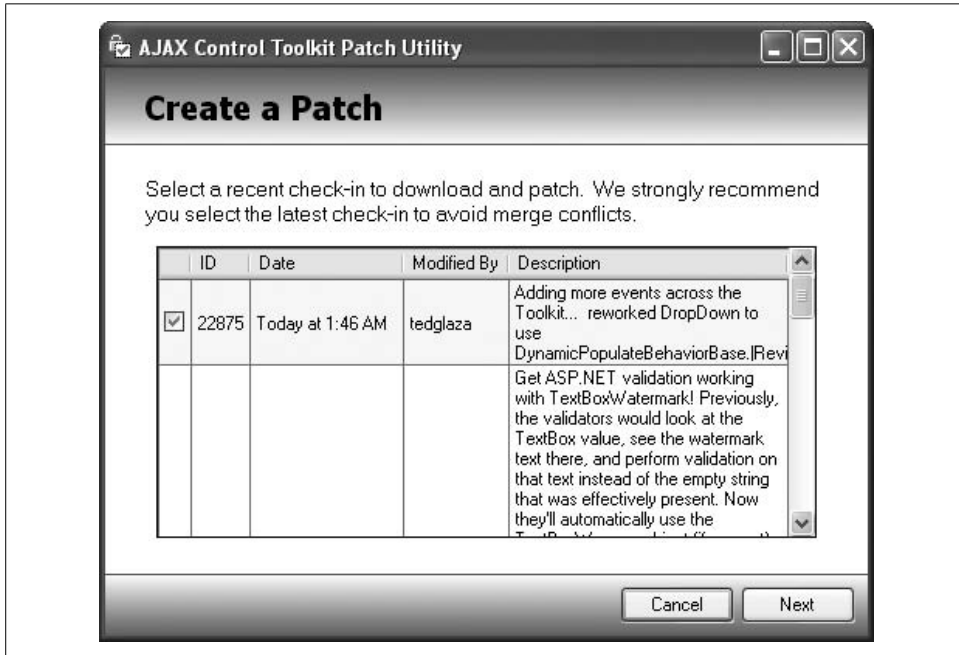 AJAX Control Toolkit Patch Utility
Create a Patch
Select a recent check-in to download and patch. We strongly recommend
you select the latest check-in to avoid merge conflicts.
ID Date Modified By Description
22875 Today at 1:46 AM tedglaza
Adding more events across the
Toolkit... reworked DropDown to
use
DynamicPopulateBehaviorBase.|Revi
Get ASP.NET validation working
with TextBoxWatermark! Previously,
the validators would look at the
TextBox value, see the watermark
text there, and perform validation on
that text instead of the empty string
that was effectively present. Now
they'll automatically use the
Cancel Next